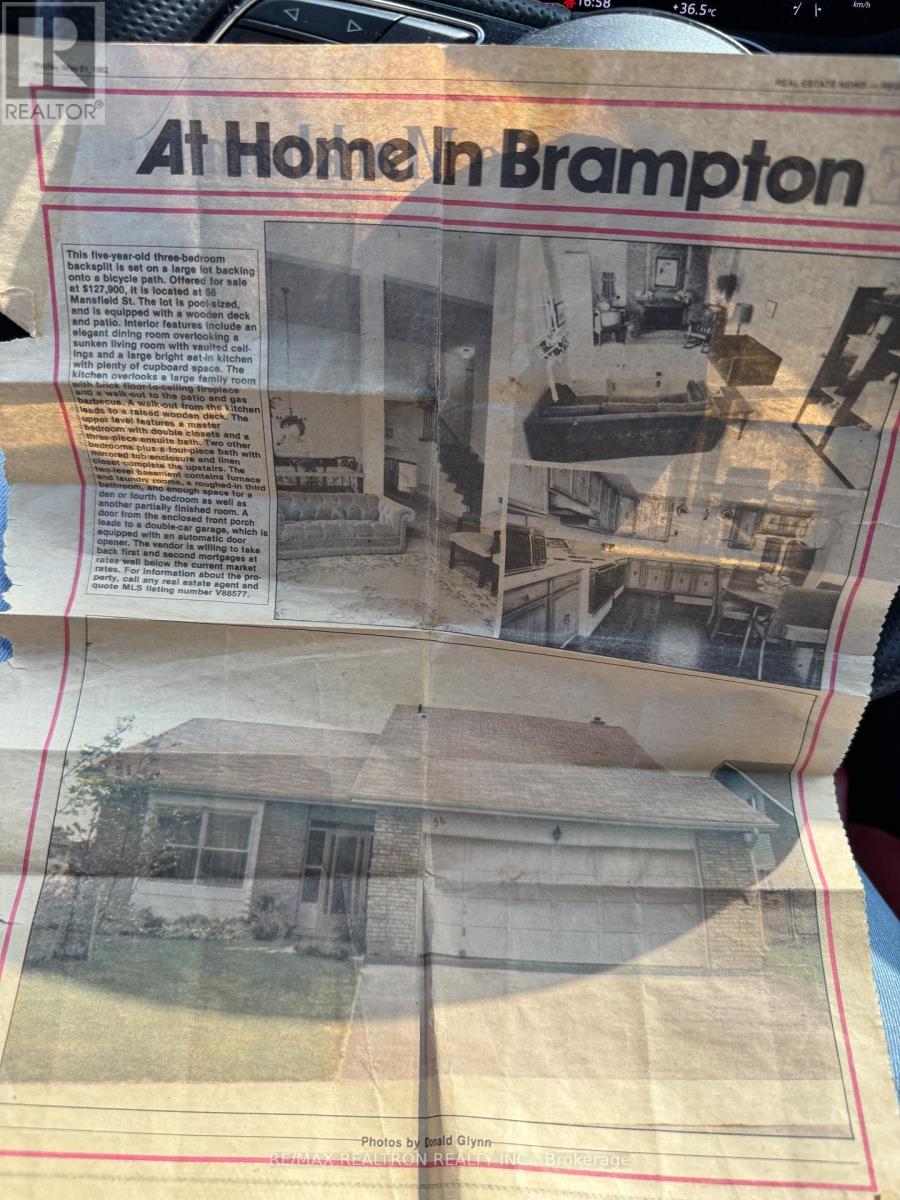 16:58
+36.5°c
km/h
REALTOR®
May 21, 1982
REAL ESTATE NEWS
At Home In Brampton
This five-year-old three-bedroom
backsplit is set on a large lot backing
onto a bicycle path. Offered for sale
at $127,900, it is located at 56
Mansfield St. The lot is pool-sized,
and is equipped with a wooden deck
and patio. Interior features include an
elegant dining room overlooking a
sunken living room with vaulted ceil-
ings and a large bright eat-in kitchen
with plenty of cupboard space. The
kitchen overlooks a large family room
with brick floor-to-ceiling fireplace
and a walk-out to the patio and gas
barbecue. A walk-out from the kitchen
leads to a raised wooden deck. The
upper level features a master
bedroom with double closets and a
three-piece ensuite bath. Two other
bedrooms plus a four-piece bath with
mirrored tub enclosure and linen
closet complete the upstairs. The
two-level basement contains furnace
and laundry rooms, a roughed-in third
bathroom, and enough space for a
den or fourth bedroom as well as
another partially finished room. A
door from the enclosed front porch
leads to a double-car garage, which is
equipped with an automatic door
opener. The vendor is willing to take
back first and second mortgages at
rates well below the current market
rates. For information about the pro-
perty, call any real estate agent and
quote MLS listing number V88577.
56
Photos by Donald Glynn
RE/MAX REALTRON REALTY INC., Brokerage